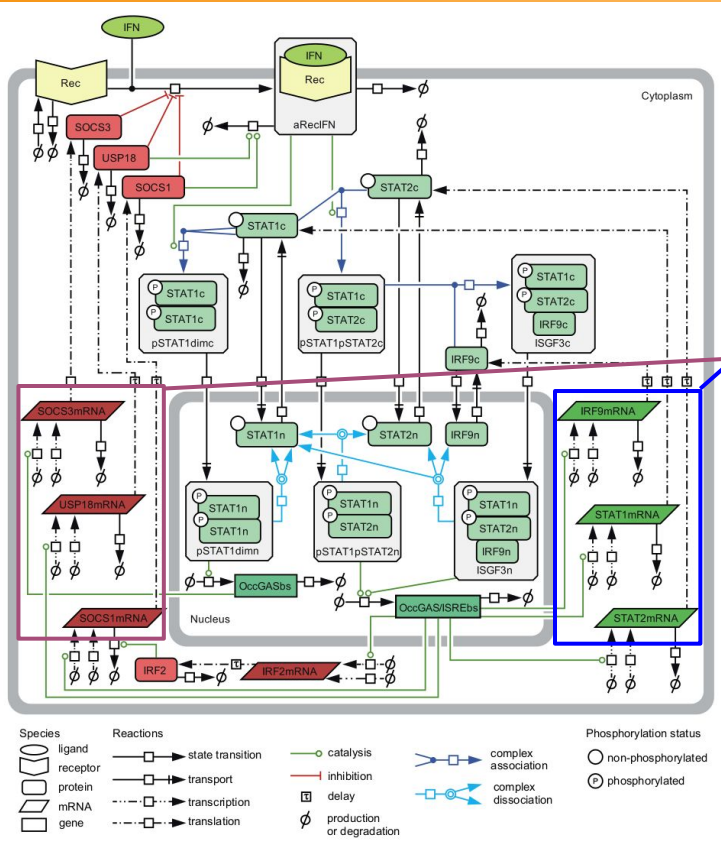 IFN
Rec
IFN
Rec
aRecIFN
Cytoplasm
ϕ
ϕ
ϕ
SOCS3
ϕ
ϕ
USP18
SOCS1
STAT2c
ϕ
ϕ
STAT1c
ϕ
ϕ
P
STAT1c
P
STAT1c
pSTAT1dimc
P
STAT1c
P
STAT2c
pSTAT1pSTAT2c
P
STAT1c
P
STAT2c
IRF9c
ISGF3c
ϕ
IRF9c
τ
τ
τ
τ
τ
SOCS3mRNA
IRF9mRNA
STAT1n
STAT2n
IRF9n
ϕ
ϕ
ϕ
ϕ
ϕ
ϕ
USP18mRNA
P
STAT1n
P
STAT1n
pSTAT1dimn
P
STAT1n
P
STAT2n
pSTAT1pSTAT2n
P
STAT1n
P
STAT2n
IRF9n
ISGF3n
STAT1mRNA
ϕ
ϕ
ϕ
ϕ
ϕ
ϕ
ϕ
OccGASbs
ϕ
ϕ
OccGAS/ISREbs
ϕ
SOCS1mRNA
Nucleus
STAT2mRNA
ϕ
ϕ
ϕ
IRF2
ϕ
τ
IRF2mRNA
ϕ
ϕ
ϕ
ϕ
ϕ
Species
ligand
receptor
protein
mRNA
gene
Reactions
state transition
transport
transcription
translation
catalysis
inhibition
τ
delay
ϕ
production
or degradation
complex
association
complex
dissociation
Phosphorylation status
non-phosphorylated
P
phosphorylated